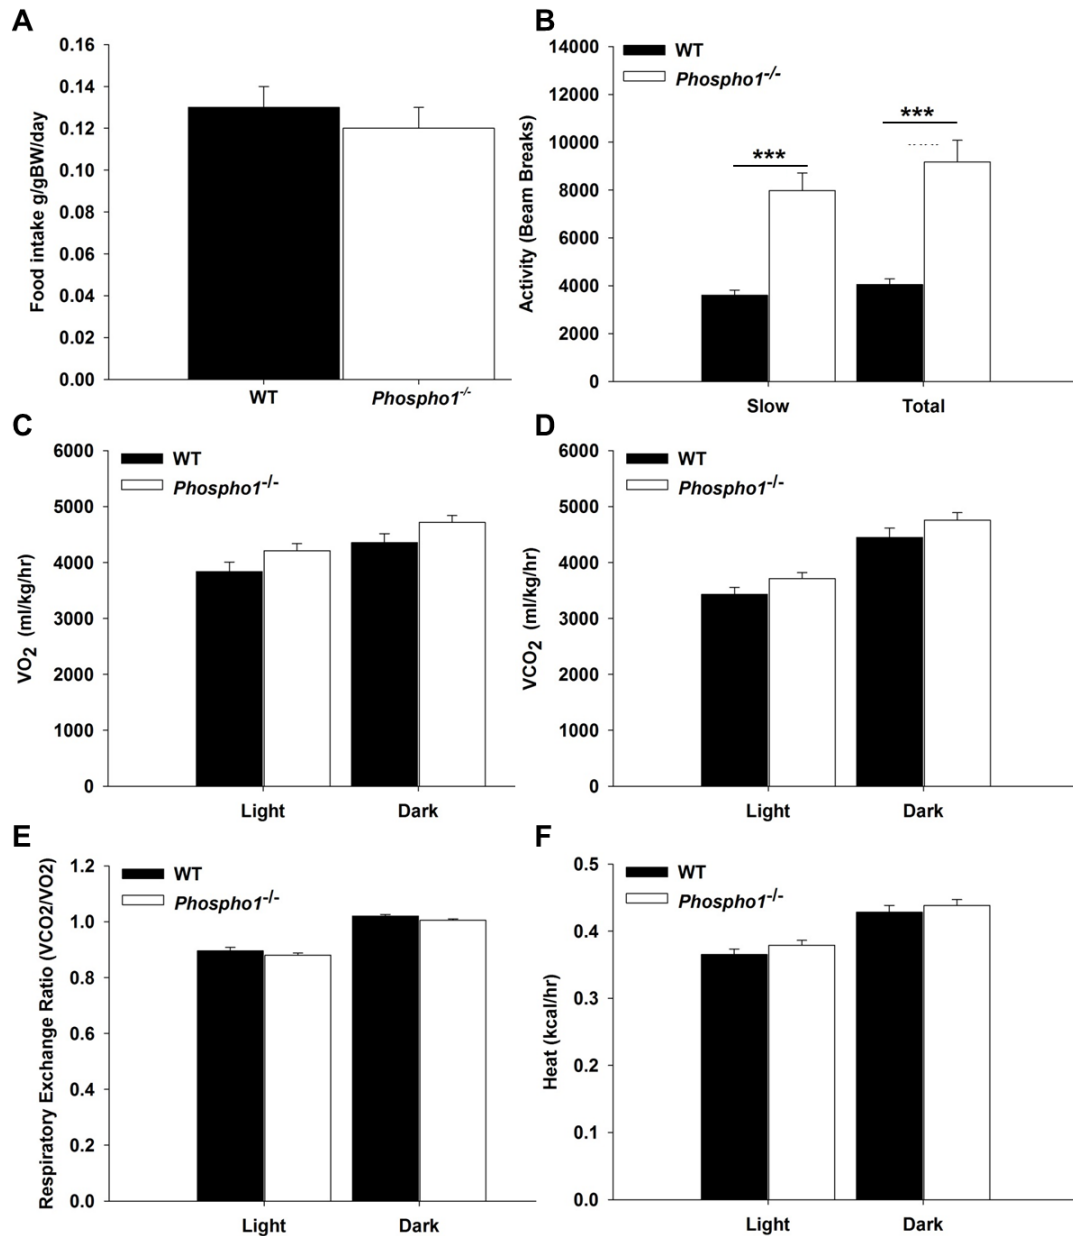 A
0.16
0.14
0.12
0.10
0.08
0.06
0.04
0.02
0.00
Food intake g/gBW/day
WT
Phospho1-/-
B
14000
12000
10000
8000
6000
4000
2000
0
Activity (Beam Breaks)
WT
Phospho1-/-
***
***
Slow
Total
C
6000
5000
4000
3000
2000
1000
0
VO2 (ml/kg/hr)
WT
Phospho1-/-
Light
Dark
D
6000
5000
4000
3000
2000
1000
0
VCO2 (ml/kg/hr)
WT
Phospho1-/-
Light
Dark
E
1.2
1.0
0.8
0.6
0.4
0.2
0.0
Respiratory Exchange Ratio (VCO2/VO2)
WT
Phospho1-/-
Light
Dark
F
0.5
0.4
0.3
0.2
0.1
0.0
Heat (kcal/hr)
WT
Phospho1-/-
Light
Dark